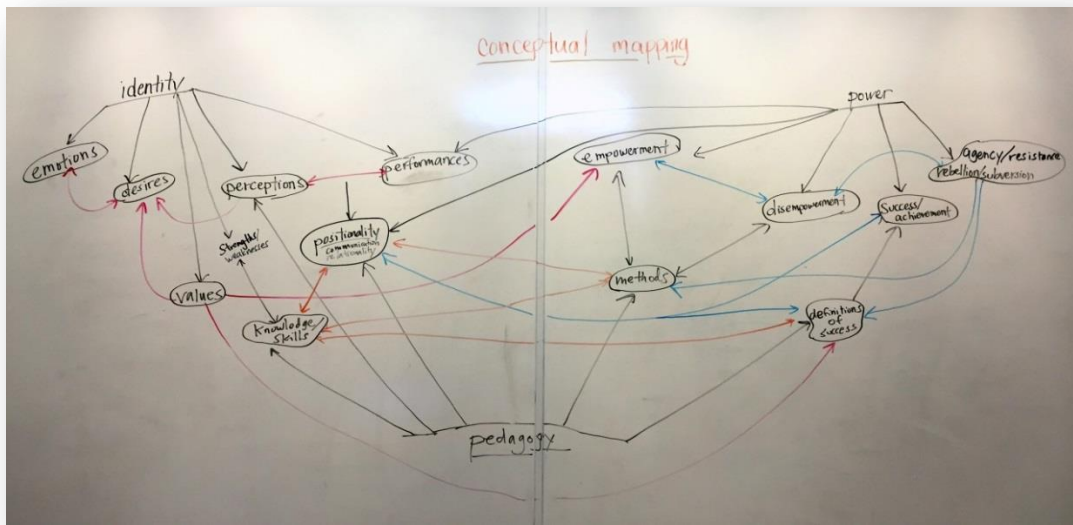 conceptual mapping
identity
power
emotions
desires
perceptions
performances
empowerment
agency/resistance
rebellion/subversion
disempowerment
success/
achievement
strengths/
weaknesses
positionality
communication
relationality
values
methods
knowledge/
skills
definitions
of
success
pedagogy